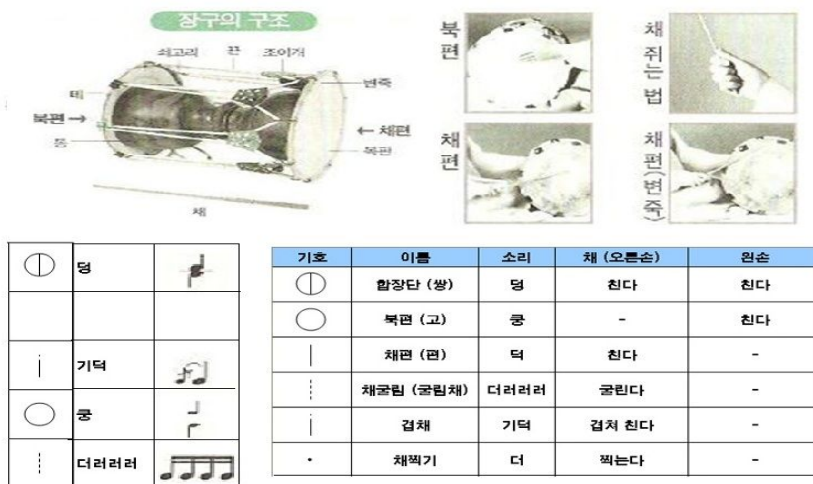 장구의 구조
쇠고리 끈 조이개
변죽
테
북편 →
← 채편
통
복판
채
북편
채 쥐는 법
채편
채편(변죽)
덩
기덕
쿵
더러러러
기호 이름 소리 채 (오른손) 왼손
합장단 (쌍) 덩 친다 친다
북편 (고) 쿵 - 친다
채편 (편) 덕 친다 -
채굴림 (굴림채) 더러러러 굴린다 -
겹채 기덕 겹쳐 친다 -
채찍기 더 찍는다 -